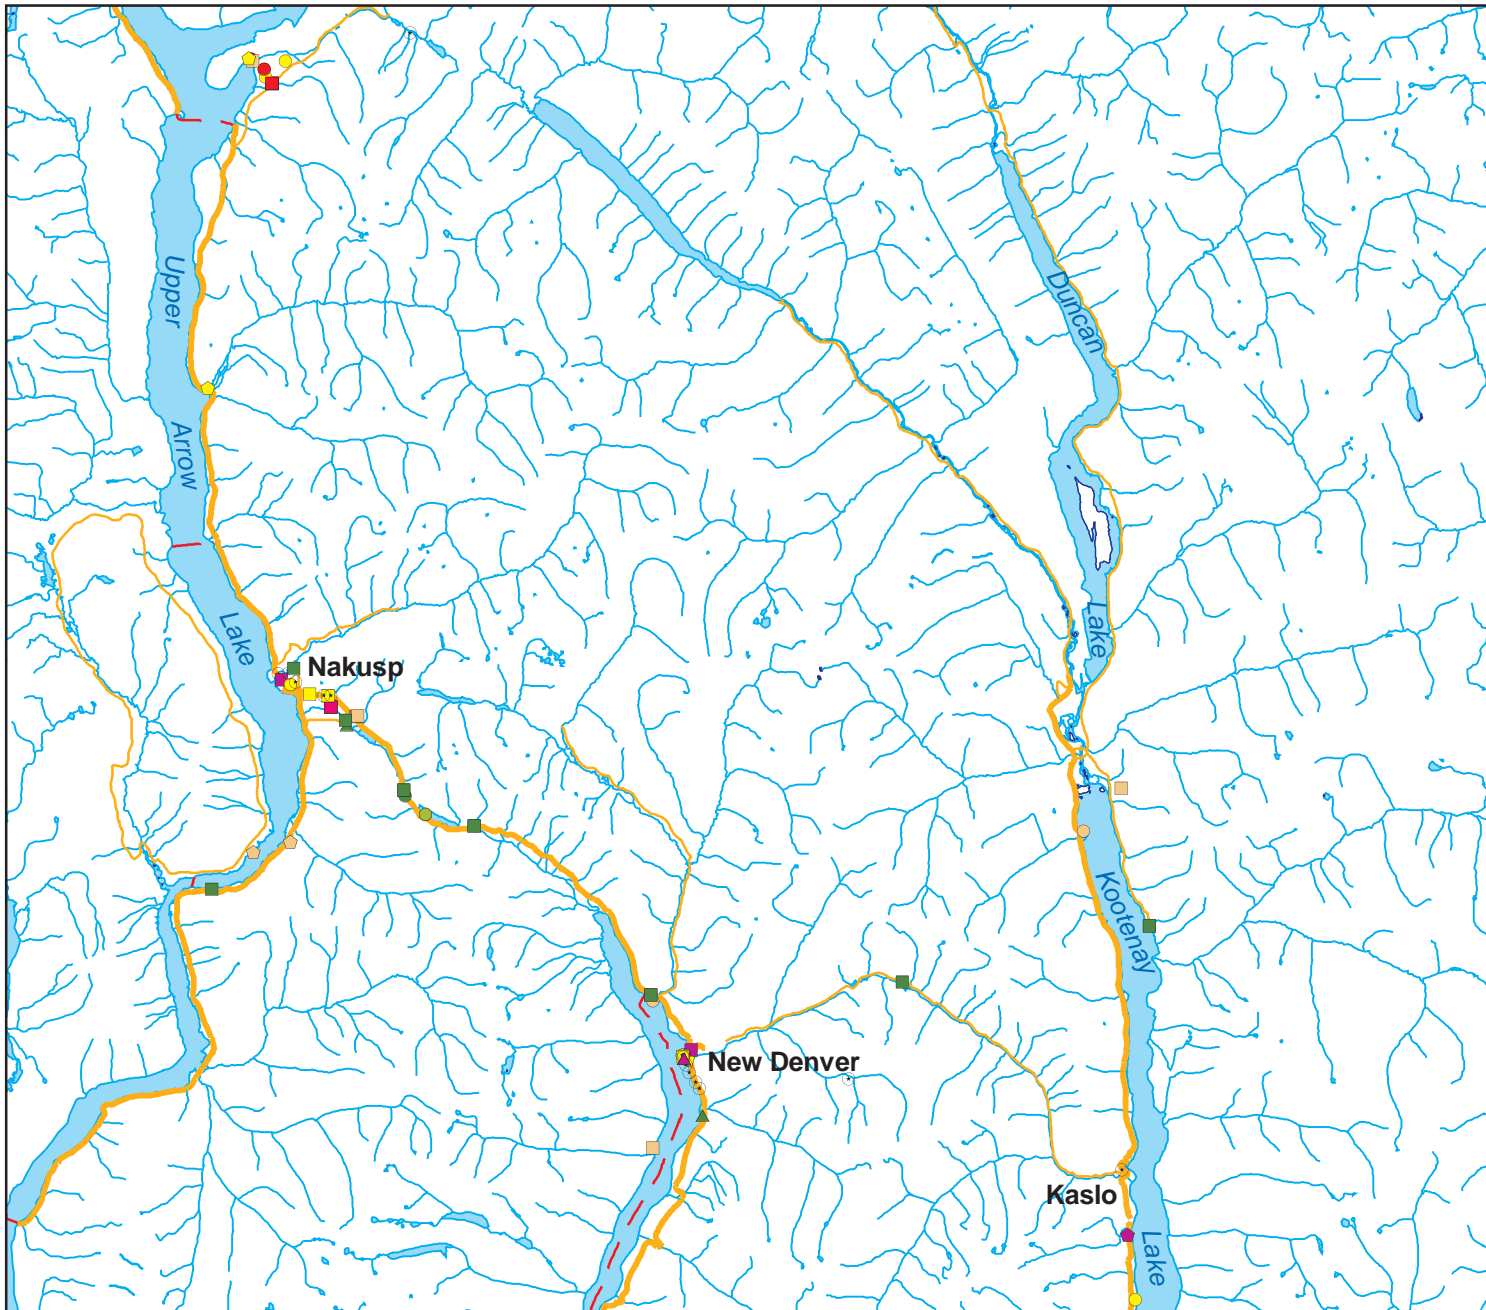 Upper
Arrow
Lake
Duncan
Lake
Nakusp
Kootenay
Lake
New Denver
Kaslo